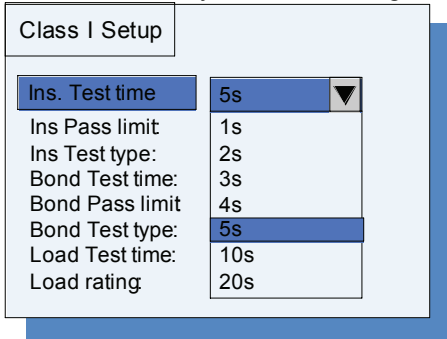 Class I Setup
Ins. Test time 5s
Ins Pass limit: 1s
Ins Test type: 2s
Bond Test time: 3s
Bond Pass limit 4s
Bond Test type: 5s
Load Test time: 10s
Load rating: 20s